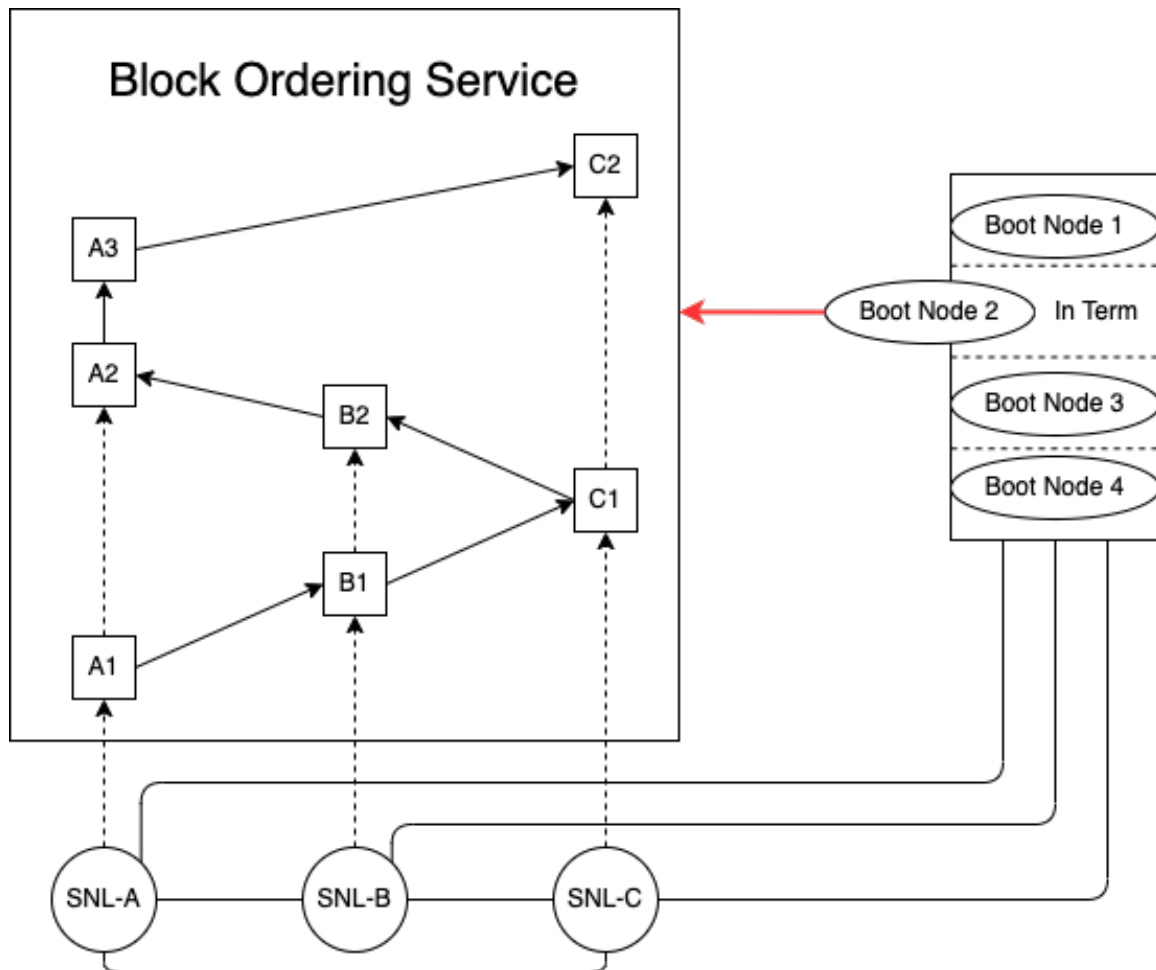 Block Ordering Service
C2
A3
Boot Node 1
Boot Node 2
In Term
A2
B2
Boot Node 3
C1
Boot Node 4
B1
A1
SNL-A
SNL-B
SNL-C